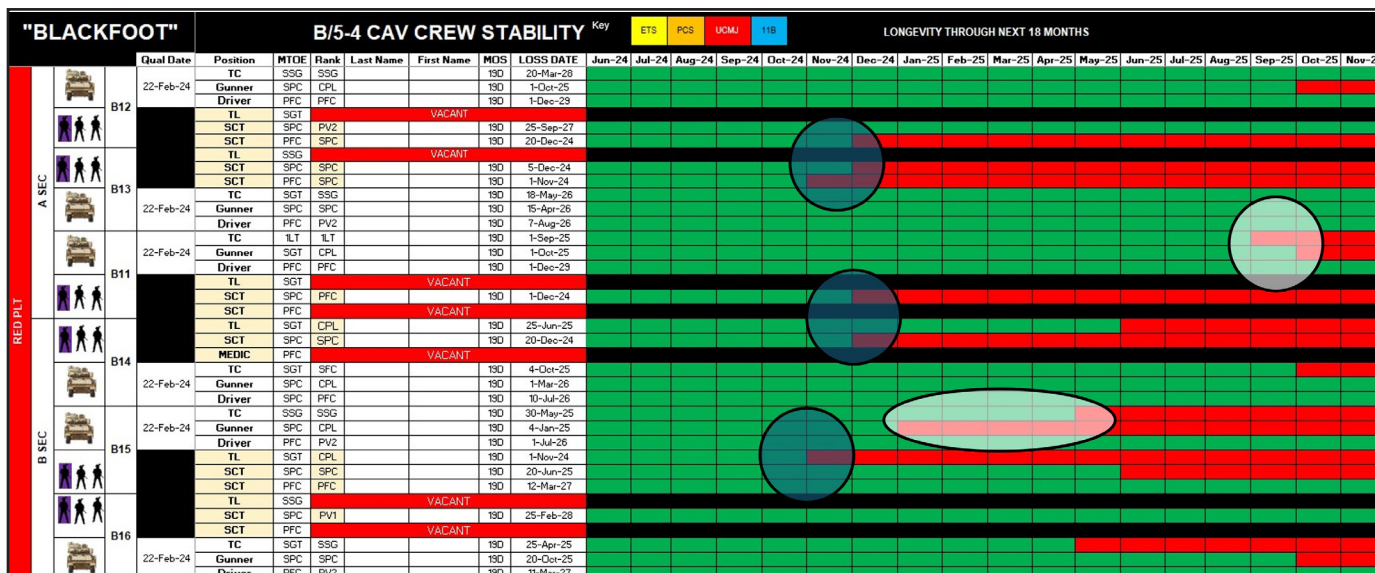 "BLACKFOOT" B/5-4 CAV CREW STABILITY Key ETS PCS UCMJ 11B LONGEVITY THROUGH NEXT 18 MONTHS
Qual Date Position MTOE Rank Last Name First Name MOS LOSS DATE Jun-24 Jul-24 Aug-24 Sep-24 Oct-24 Nov-24 Dec-24 Jan-25 Feb-25 Mar-25 Apr-25 May-25 Jun-25 Jul-25 Aug-25 Sep-25 Oct-25 Nov-2
RED PLT
A SEC
B12
22-Feb-24
TC SSG SSG 19D 20-Mar-28
Gunner SPC CPL 19D 1-Oct-25
Driver PFC PFC 19D 1-Dec-29
TL SGT VACANT
SCT SPC PV2 19D 25-Sep-27
SCT PFC SPC 19D 20-Dec-24
B13
TL SSG VACANT
SCT SPC SPC 19D 5-Dec-24
SCT PFC SPC 19D 1-Nov-24
22-Feb-24
TC SGT SSG 19D 18-May-26
Gunner SPC SPC 19D 15-Apr-26
Driver PFC PV2 19D 7-Aug-26
B11
22-Feb-24
TC 1LT 1LT 19D 1-Sep-25
Gunner SGT CPL 19D 1-Oct-25
Driver PFC PFC 19D 1-Dec-29
TL SGT VACANT
SCT SPC PFC 19D 1-Dec-24
SCT PFC VACANT
B SEC
B14
TL SGT CPL 19D 25-Jun-25
SCT SPC SPC 19D 20-Dec-24
MEDIC PFC VACANT
22-Feb-24
TC SGT SFC 19D 4-Oct-25
Gunner SPC CPL 19D 1-Mar-26
Driver SPC PFC 19D 10-Jul-26
B15
22-Feb-24
TC SSG SSG 19D 30-May-25
Gunner SPC CPL 19D 4-Jan-25
Driver PFC PV2 19D 1-Jul-26
TL SGT CPL 19D 1-Nov-24
SCT SPC SPC 19D 20-Jun-25
SCT PFC PFC 19D 12-Mar-27
B16
TL SSG VACANT
SCT SPC PV1 19D 25-Feb-28
SCT PFC VACANT
22-Feb-24
TC SGT SSG 19D 25-Apr-25
Gunner SPC SPC 19D 20-Oct-25
Driver PFC PV2 19D 11-Mar-27